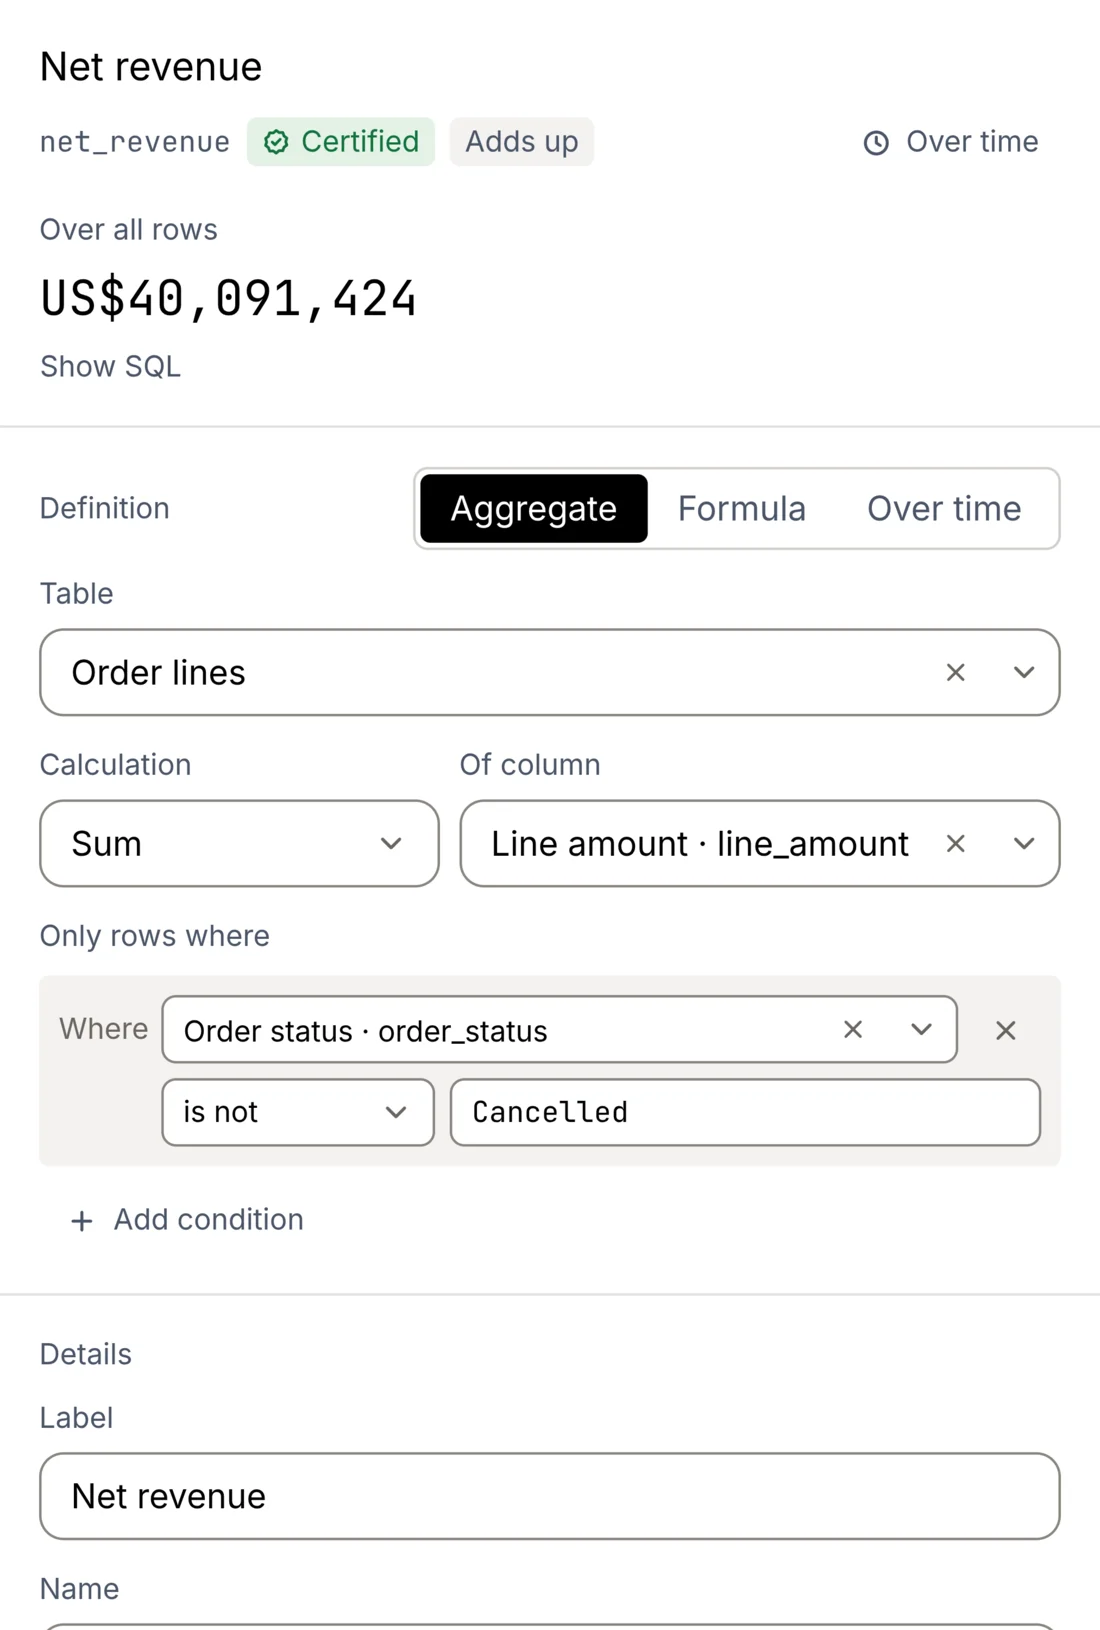 Net revenue
net_revenue Certified Adds up Over time
Over all rows
US$40,091,424
Show SQL
Definition Aggregate Formula Over time
Table
Order lines
Calculation Of column
Sum Line amount · line_amount
Only rows where
Where Order status · order_status
is not Cancelled
+ Add condition
Details
Label
Net revenue
Name